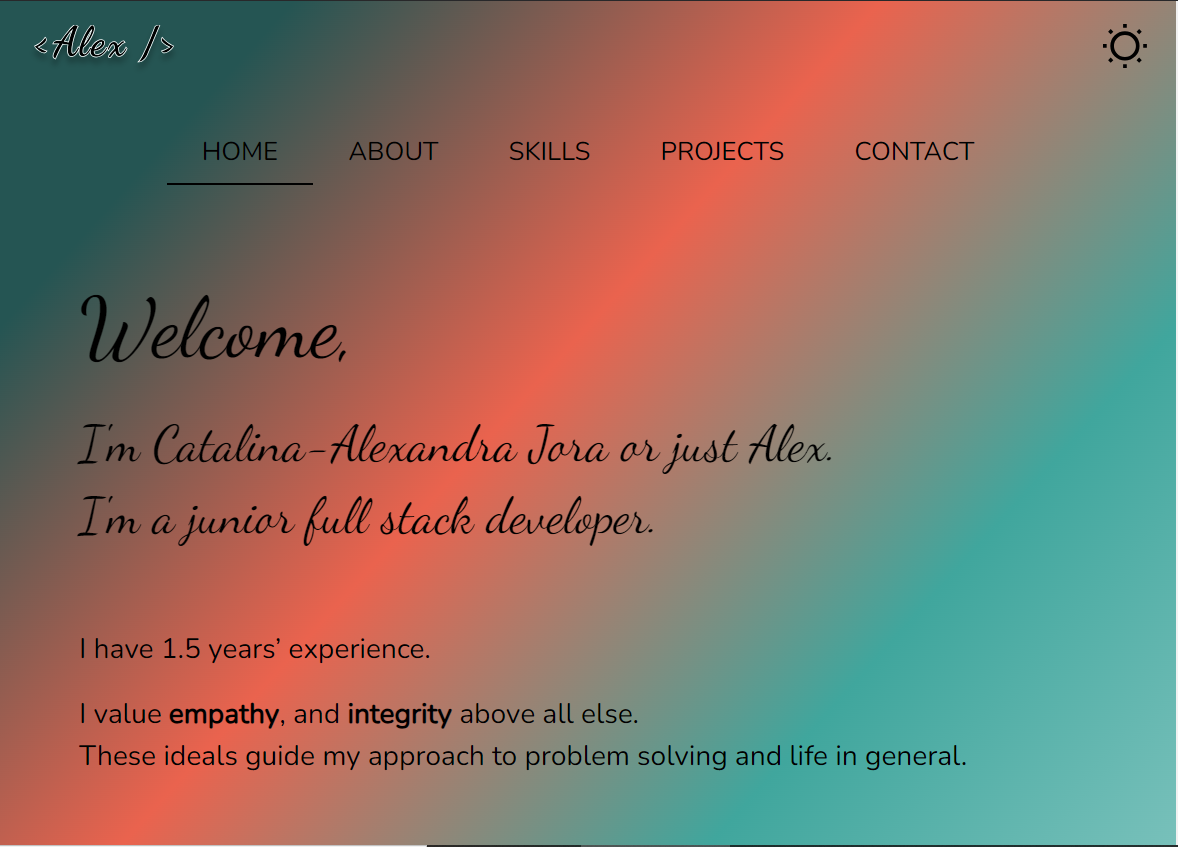 <Alex />
HOME ABOUT SKILLS PROJECTS CONTACT
Welcome,
I'm Catalina-Alexandra Jora or just Alex.
I'm a junior full stack developer.
I have 1.5 years’ experience.
I value empathy, and integrity above all else.
These ideals guide my approach to problem solving and life in general.